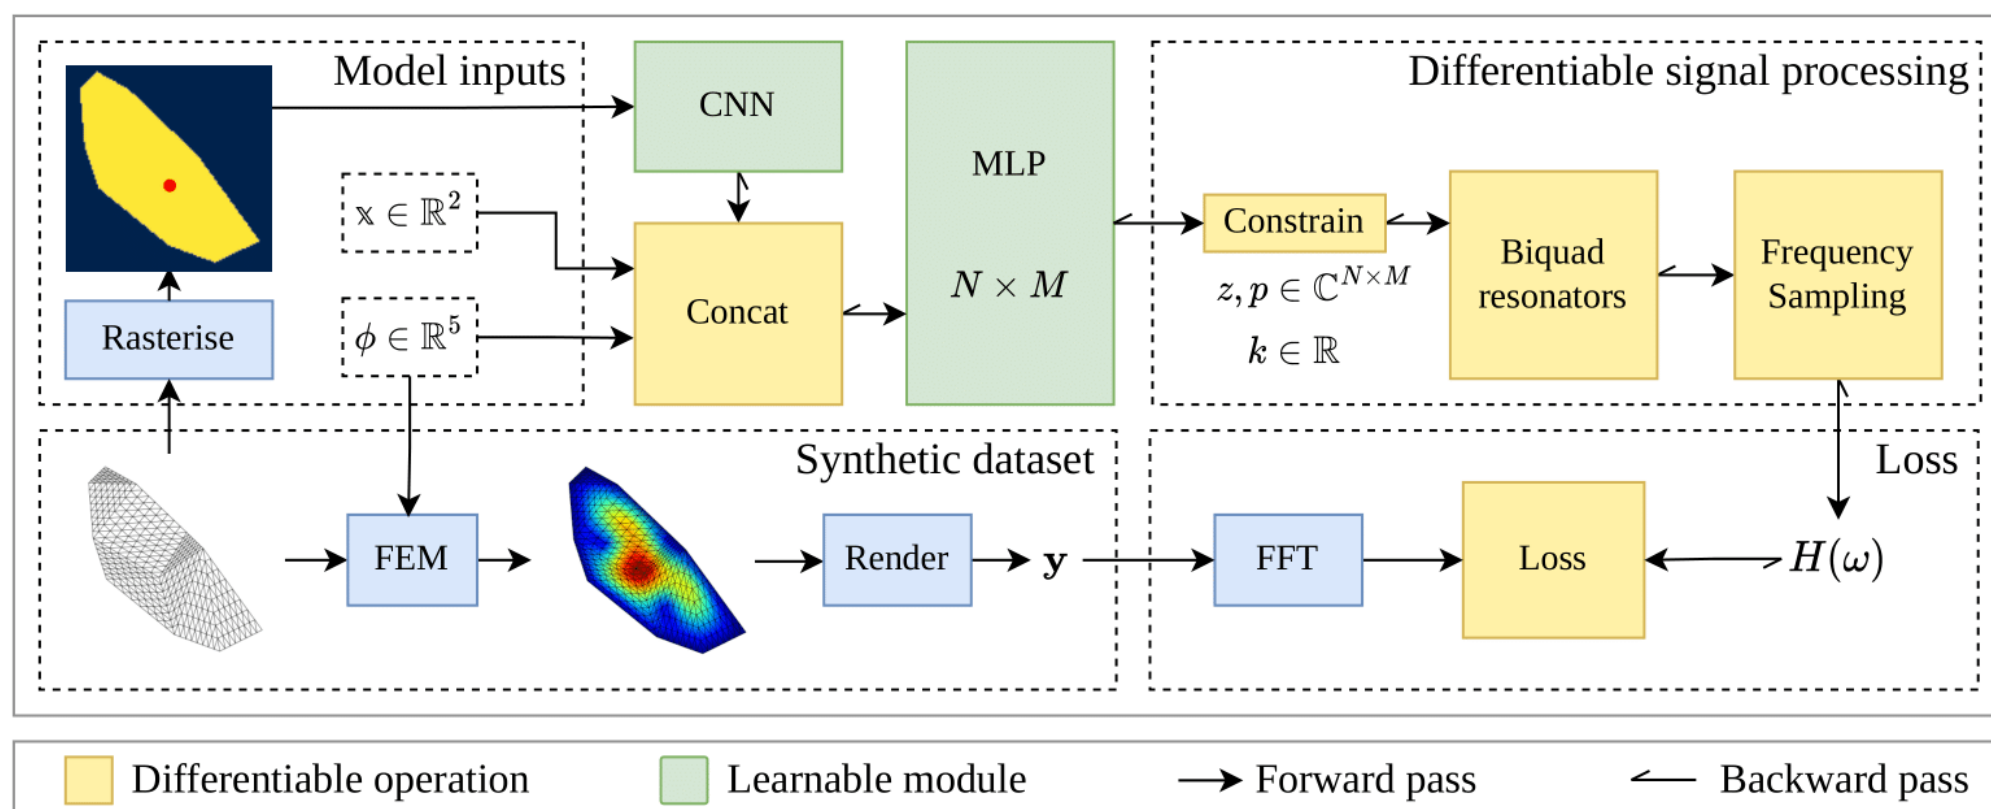 Model inputs
CNN
MLP
N × M
Differentiable signal processing
𝕩 ∈ ℝ²
ϕ ∈ ℝ⁵
Rasterise
Concat
Constrain
z, p ∈ ℂᴺˣᴹ
k ∈ ℝ
Biquad
resonators
Frequency
Sampling
Synthetic dataset
FEM
Render
y
Loss
FFT
Loss
H(ω)
Differentiable operation
Learnable module
Forward pass
Backward pass